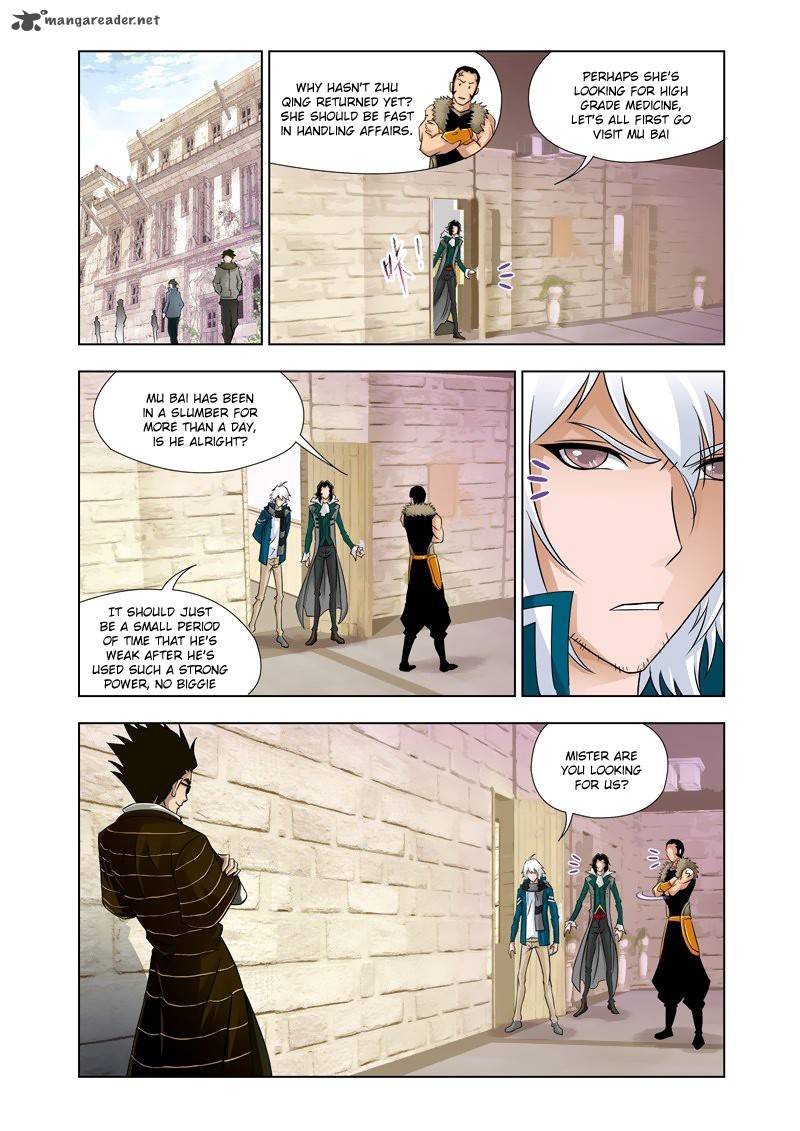 mangareader.net
WHY HASN'T ZHU
QING RETURNED YET?
SHE SHOULD BE FAST
IN HANDLING AFFAIRS.
PERHAPS SHE'S
LOOKING FOR HIGH
GRADE MEDICINE,
LET'S ALL FIRST GO
VISIT MU BAI
咔!
MU BAI HAS BEEN
IN A SLUMBER FOR
MORE THAN A DAY,
IS HE ALRIGHT?
IT SHOULD JUST
BE A SMALL PERIOD
OF TIME THAT HE'S
WEAK AFTER HE'S
USED SUCH A STRONG
POWER, NO BIGGIE
MISTER ARE
YOU LOOKING
FOR US?